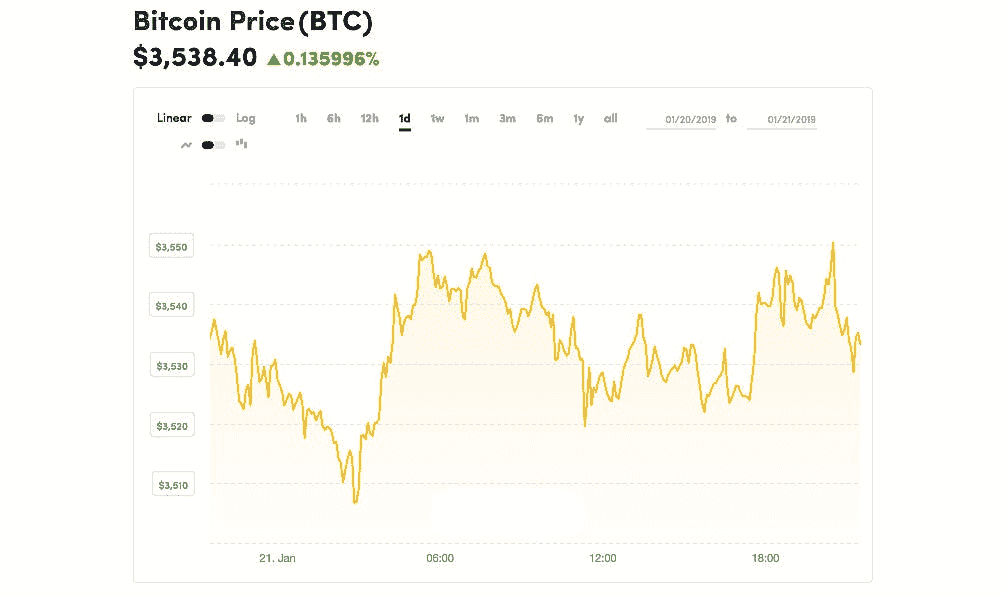 Bitcoin Price (BTC)
$3,538.40 ▲0.135996%
Linear Log 1h 6h 12h 1d 1w 1m 3m 6m 1y all 01/20/2019 to 01/21/2019
$3,550
$3,540
$3,530
$3,520
$3,510
21. Jan 06:00 12:00 18:00